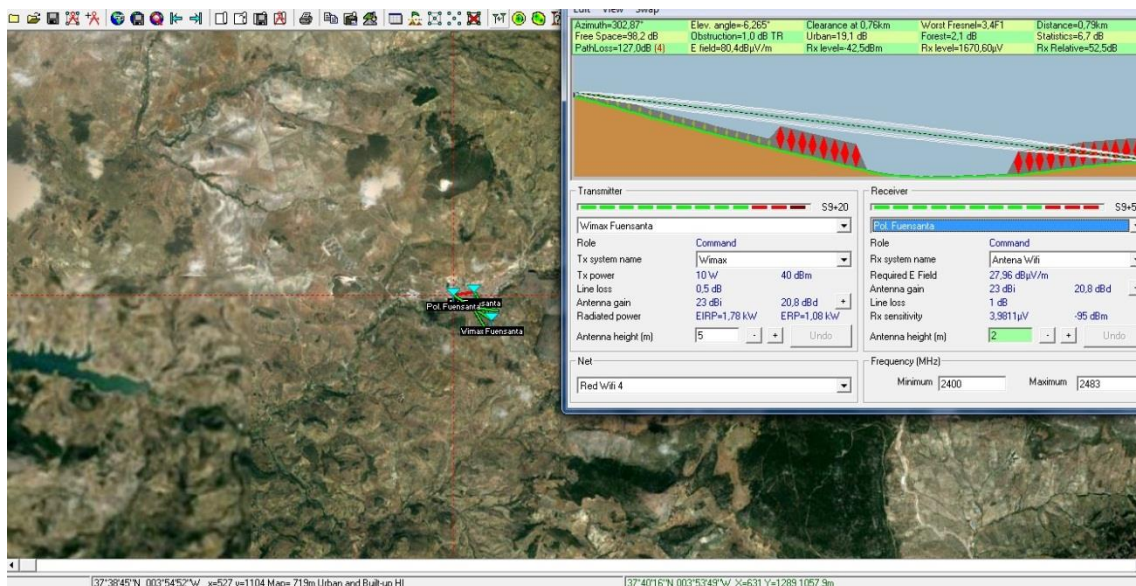 Edit View Swap
Azimuth=302,87° Elev. angle=-6,265° Clearance at 0,76km Worst Fresnel=3,4F1 Distance=0,79km
Free Space=98,2 dB Obstruction=1,0 dB TR Urban=19,1 dB Forest=2,1 dB Statistics=6,7 dB
PathLoss=127,0dB (4) E field=80,4dBµV/m Rx level=-42,5dBm Rx level=1670,60µV Rx Relative=52,5dB
Transmitter Receiver
S9+20 S9+5
Wimax Fuensanta Pol. Fuensanta
Role Command Role Command
Tx system name Wimax Rx system name Antena Wifi
Tx power 10 W 40 dBm Required E Field 27,96 dBµV/m
Line loss 0,5 dB Antenna gain 23 dBi 20,8 dBd
Antenna gain 23 dBi 20,8 dBd + Line loss 1 dB
Radiated power EIRP=1,78 kW ERP=1,08 kW Rx sensitivity 3,9811µV -95 dBm
Antenna height (m) 5 - + Undo Antenna height (m) 2 - + Undo
Net Frequency (MHz)
Red Wifi 4 Minimum 2400 Maximum 2483
Pol. Fuensanta
Wimax Fuensanta
37°38'45"N 003°54'52"W x=527 y=1104 Map= 719m Urban and Built-up HI 37°40'16"N 003°53'49"W X=631 Y=1289 1057,9m